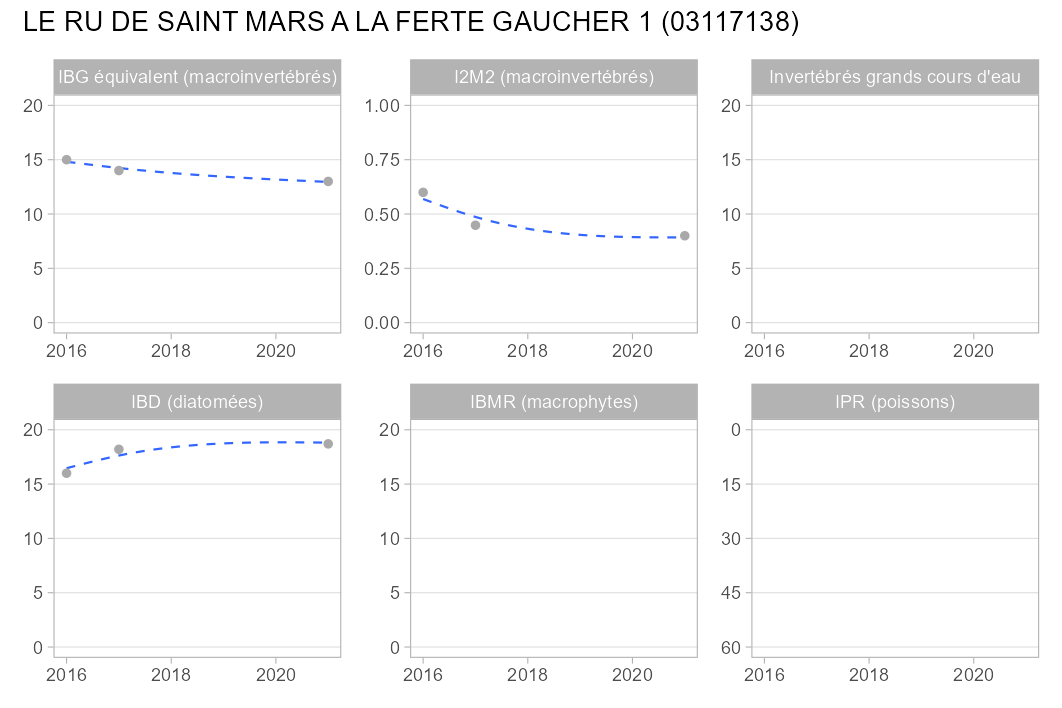 LE RU DE SAINT MARS A LA FERTE GAUCHER 1 (03117138)
IBG équivalent (macroinvertébrés)
20
15
10
5
0
2016 2018 2020
I2M2 (macroinvertébrés)
1.00
0.75
0.50
0.25
0.00
2016 2018 2020
Invertébrés grands cours d'eau
20
15
10
5
0
2016 2018 2020
IBD (diatomées)
20
15
10
5
0
2016 2018 2020
IBMR (macrophytes)
20
15
10
5
0
2016 2018 2020
IPR (poissons)
0
15
30
45
60
2016 2018 2020